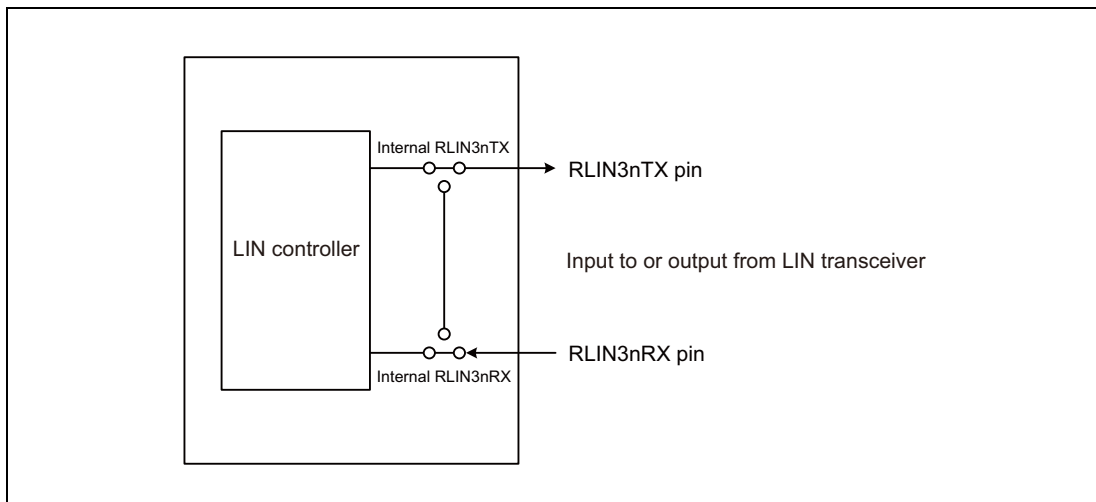 Internal RLIN3nTX
RLIN3nTX pin
LIN controller
Input to or output from LIN transceiver
RLIN3nRX pin
Internal RLIN3nRX